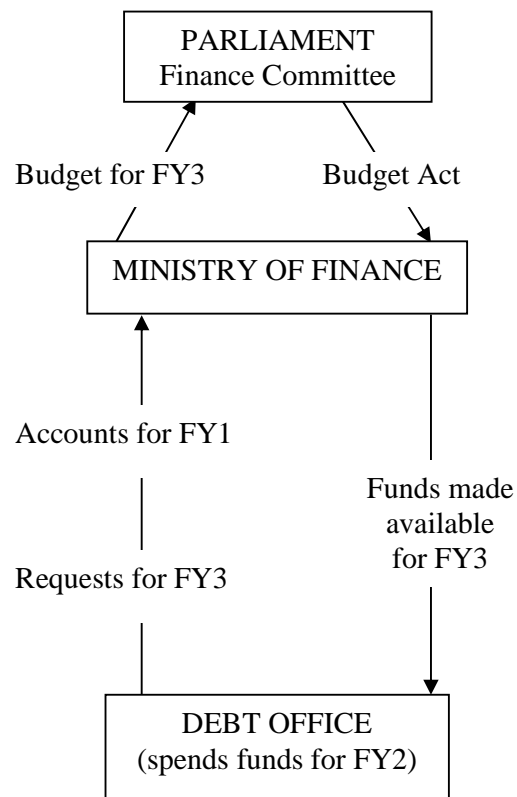 PARLIAMENT
Finance Committee
Budget for FY3
Budget Act
MINISTRY OF FINANCE
Accounts for FY1
Funds made
available
for FY3
Requests for FY3
DEBT OFFICE
(spends funds for FY2)